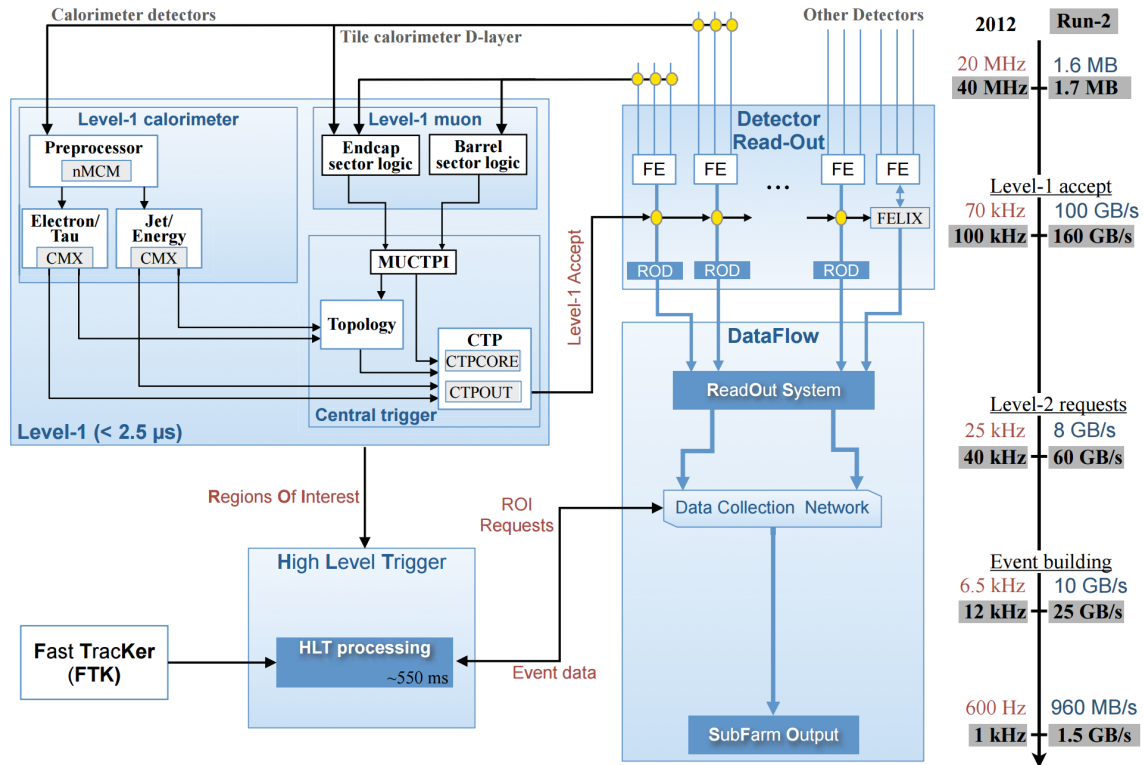 Calorimeter detectors
Tile calorimeter D-layer
Other Detectors
2012 Run-2
20 MHz 1.6 MB
40 MHz 1.7 MB
Level-1 calorimeter
Preprocessor
nMCM
Electron/
Tau
CMX
Jet/
Energy
CMX
Level-1 muon
Endcap
sector logic
Barrel
sector logic
MUCTPI
Topology
CTP
CTPCORE
CTPOUT
Central trigger
Level-1 (< 2.5 µs)
Level-1 Accept
Detector
Read-Out
FE
FE
...
FE
FE
FELIX
ROD
ROD
ROD
DataFlow
ReadOut System
Data Collection Network
SubFarm Output
Level-1 accept
70 kHz 100 GB/s
100 kHz 160 GB/s
Level-2 requests
25 kHz 8 GB/s
40 kHz 60 GB/s
Event building
6.5 kHz 10 GB/s
12 kHz 25 GB/s
600 Hz 960 MB/s
1 kHz 1.5 GB/s
Regions Of Interest
ROI
Requests
High Level Trigger
HLT processing
~550 ms
Event data
Fast TracKer
(FTK)